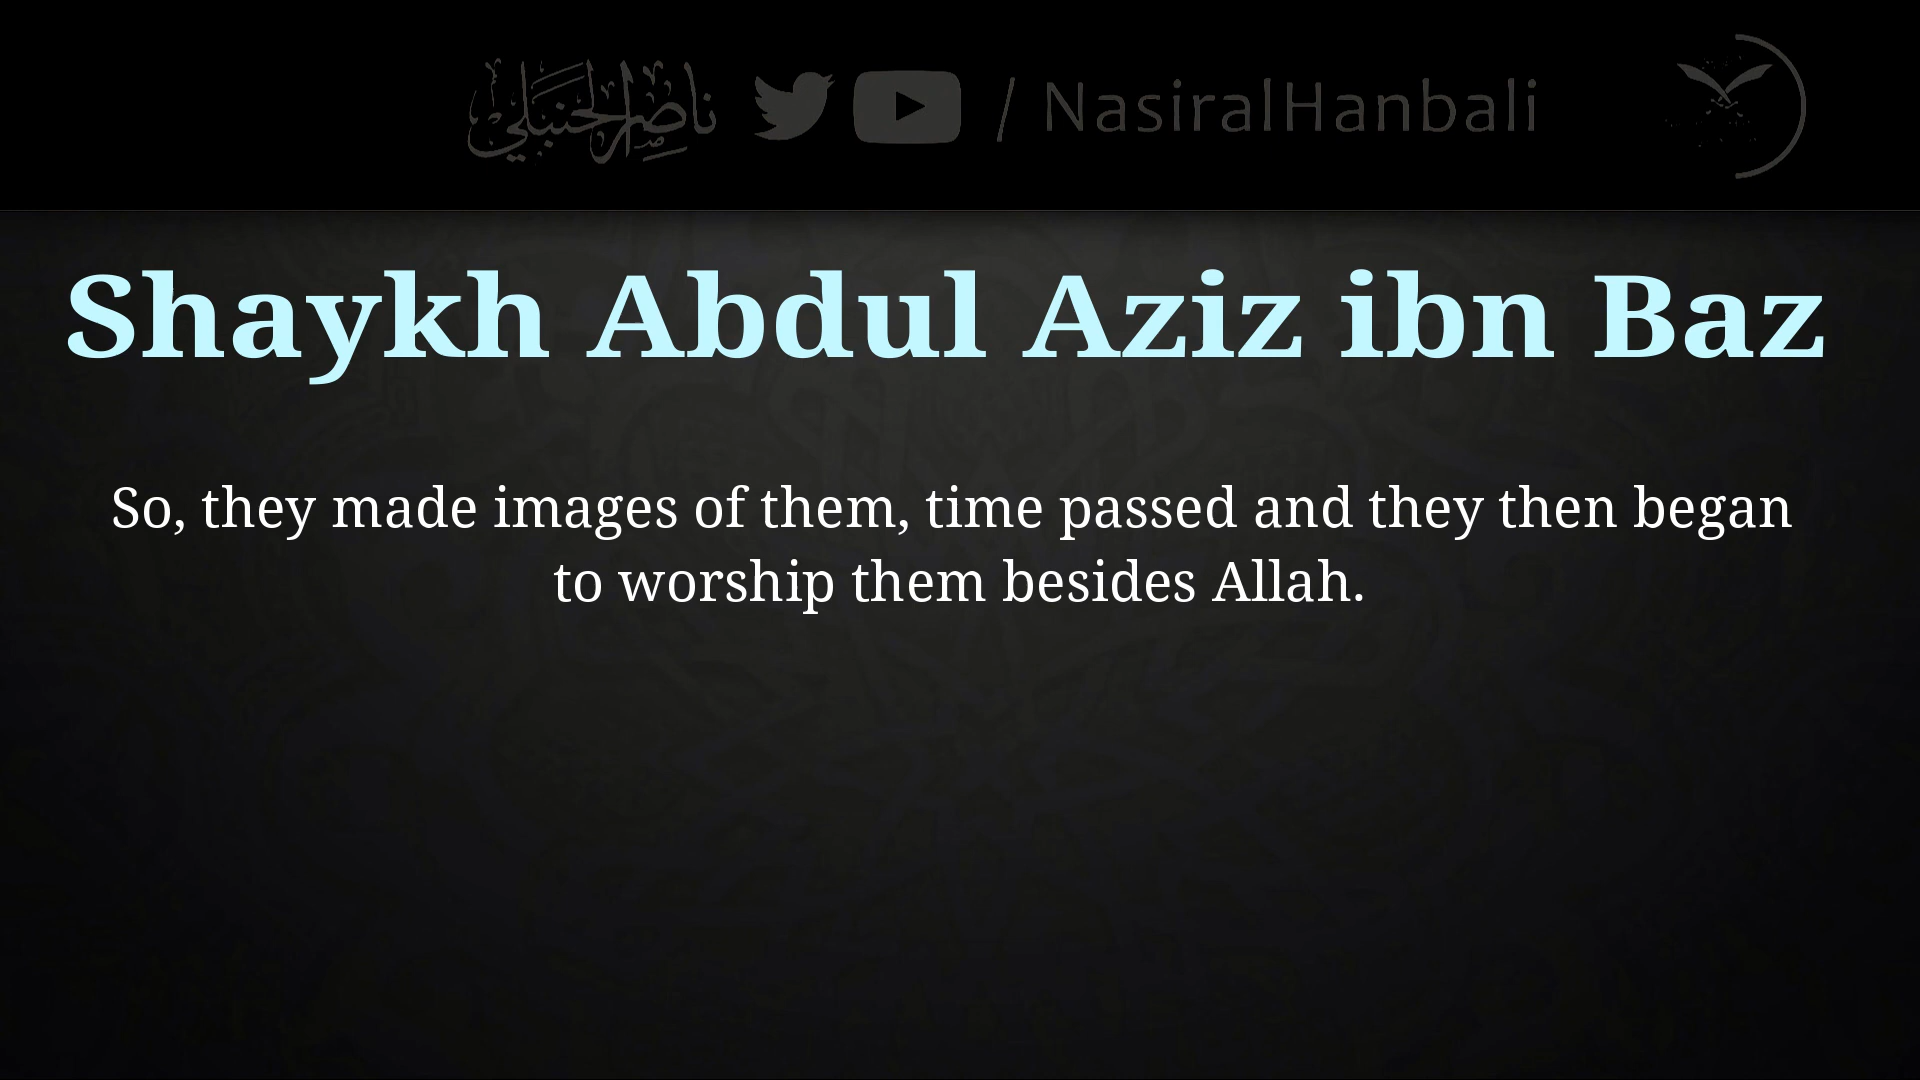 ناصر الحنبلي / NasiralHanbali
Shaykh Abdul Aziz ibn Baz
So, they made images of them, time passed and they then began
to worship them besides Allah.